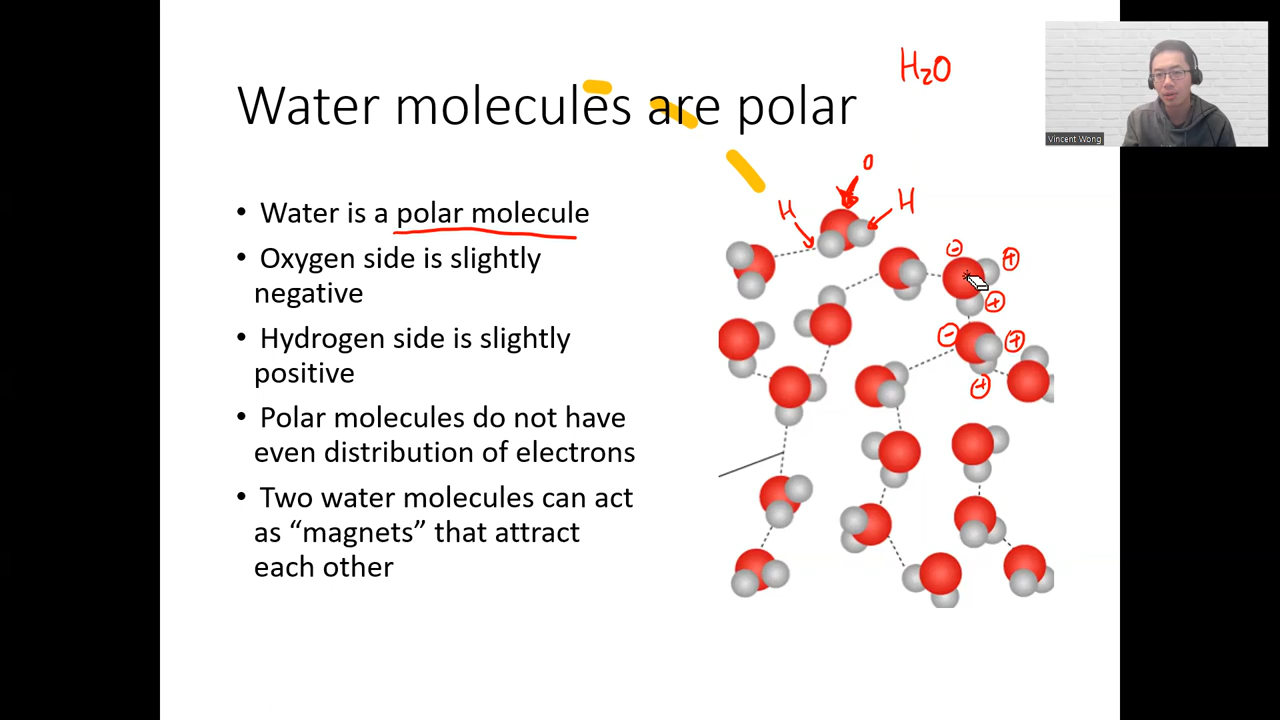 H₂O
Water molecules are polar
Vincent Wong
• Water is a polar molecule
• Oxygen side is slightly
negative
• Hydrogen side is slightly
positive
• Polar molecules do not have
even distribution of electrons
• Two water molecules can act
as “magnets” that attract
each other
O
H
H
-
+
+
-
+
+